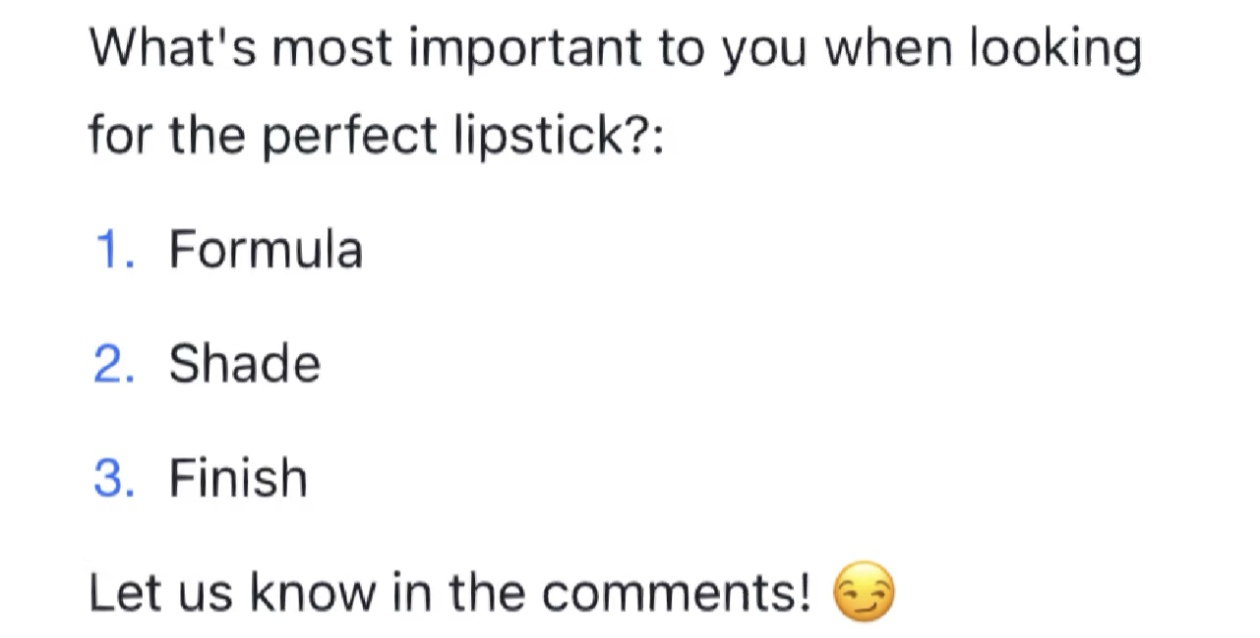 What's most important to you when looking
for the perfect lipstick?:
1. Formula
2. Shade
3. Finish
Let us know in the comments! 😏